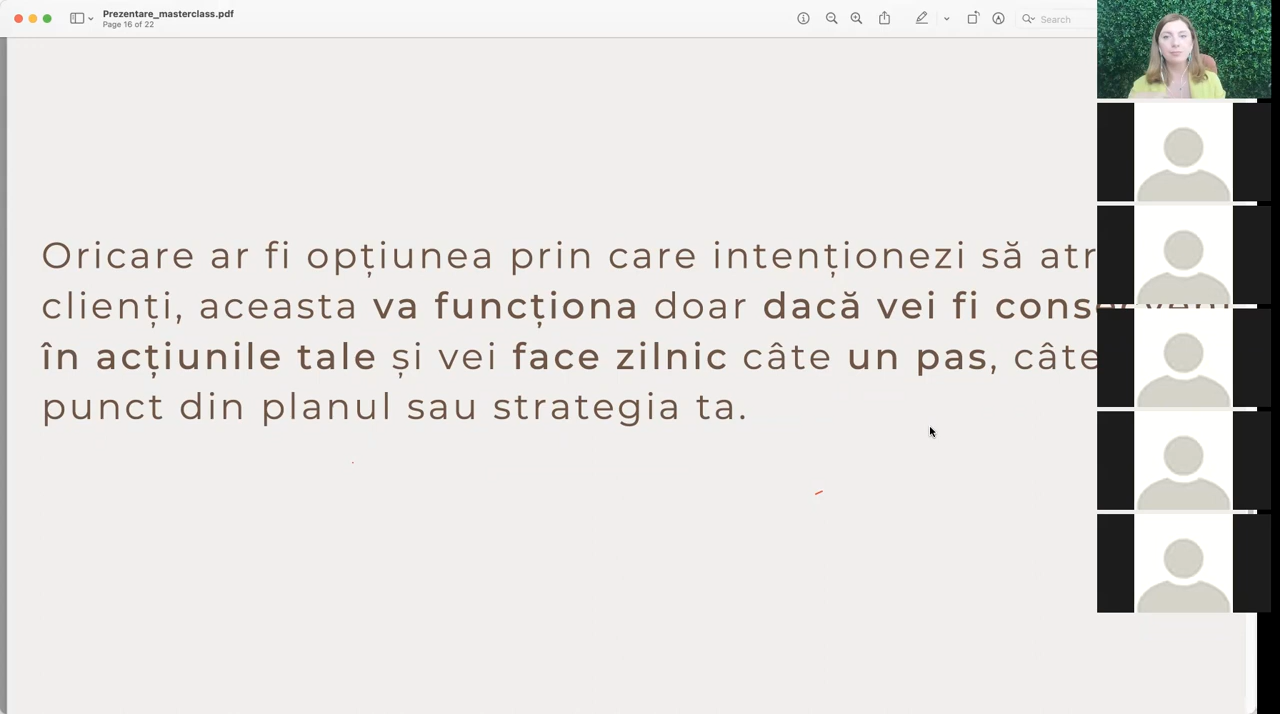 Prezentare_masterclass.pdf
Page 16 of 22
Search
Oricare ar fi opțiunea prin care intenționezi să
clienți, aceasta va funcționa doar dacă vei fi
în acțiunile tale și vei face zilnic câte un pas, câte
punct din planul sau strategia ta.